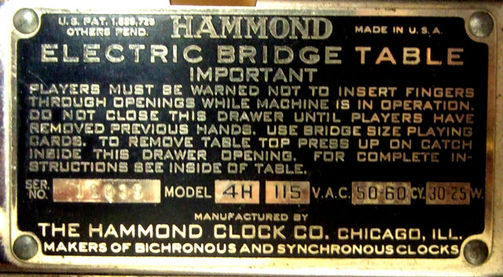 U.S. PAT. 1,889,729 HAMMOND MADE IN U.S.A.
OTHERS PEND.
ELECTRIC BRIDGE TABLE
IMPORTANT
PLAYERS MUST BE WARNED NOT TO INSERT FINGERS
THROUGH OPENINGS WHILE MACHINE IS IN OPERATION.
DO NOT CLOSE THIS DRAWER UNTIL PLAYERS HAVE
REMOVED PREVIOUS HANDS. USE BRIDGE SIZE PLAYING
CARDS. TO REMOVE TABLE TOP PRESS UP ON CATCH
INSIDE THIS DRAWER OPENING. FOR COMPLETE IN-
STRUCTIONS SEE INSIDE OF TABLE.
SER. NO. MODEL 4H 115 V.A.C. 50-60 CY. 30-25 W.
MANUFACTURED BY
THE HAMMOND CLOCK CO. CHICAGO, ILL.
MAKERS OF BICHRONOUS AND SYNCHRONOUS CLOCKS